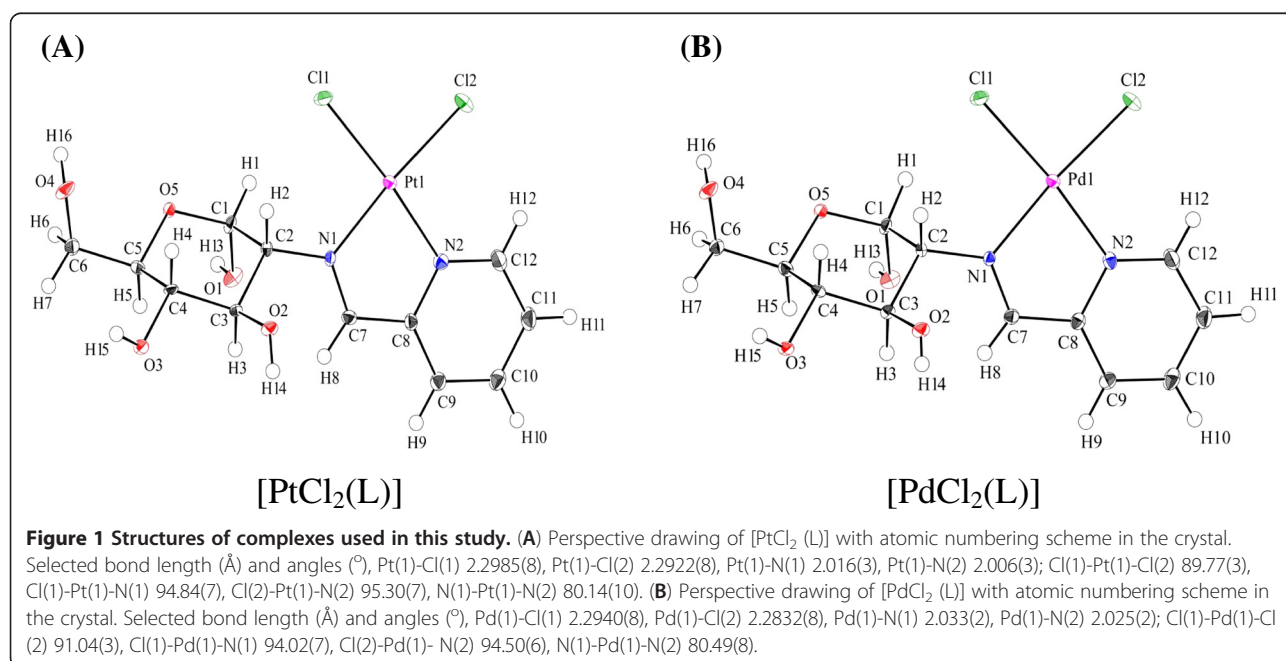 (A)
(B)
Cl1
Cl2
Cl1
Cl2
H16
O4
H1
O5
C1
H2
Pt1
H12
H6
C6
C5
H4
H13
C2
N1
N2
C12
H7
H5
C4
O1
C3
O2
C7
C8
C11
H11
H15
O3
H3
H14
H8
C9
C10
H9
H10
H16
O4
H1
O5
C1
H2
Pd1
H12
H6
C6
C5
H4
H13
C2
N1
N2
C12
H7
H5
C4
O1
C3
O2
C7
C8
C11
H11
H15
O3
H3
H14
H8
C9
C10
H9
H10
[PtCl₂(L)]
[PdCl₂(L)]
Figure 1 Structures of complexes used in this study. (A) Perspective drawing of [PtCl₂ (L)] with atomic numbering scheme in the crystal.
Selected bond length (Å) and angles (°), Pt(1)-Cl(1) 2.2985(8), Pt(1)-Cl(2) 2.2922(8), Pt(1)-N(1) 2.016(3), Pt(1)-N(2) 2.006(3); Cl(1)-Pt(1)-Cl(2) 89.77(3),
Cl(1)-Pt(1)-N(1) 94.84(7), Cl(2)-Pt(1)-N(2) 95.30(7), N(1)-Pt(1)-N(2) 80.14(10). (B) Perspective drawing of [PdCl₂ (L)] with atomic numbering scheme in
the crystal. Selected bond length (Å) and angles (°), Pd(1)-Cl(1) 2.2940(8), Pd(1)-Cl(2) 2.2832(8), Pd(1)-N(1) 2.033(2), Pd(1)-N(2) 2.025(2); Cl(1)-Pd(1)-Cl
(2) 91.04(3), Cl(1)-Pd(1)-N(1) 94.02(7), Cl(2)-Pd(1)- N(2) 94.50(6), N(1)-Pd(1)-N(2) 80.49(8).